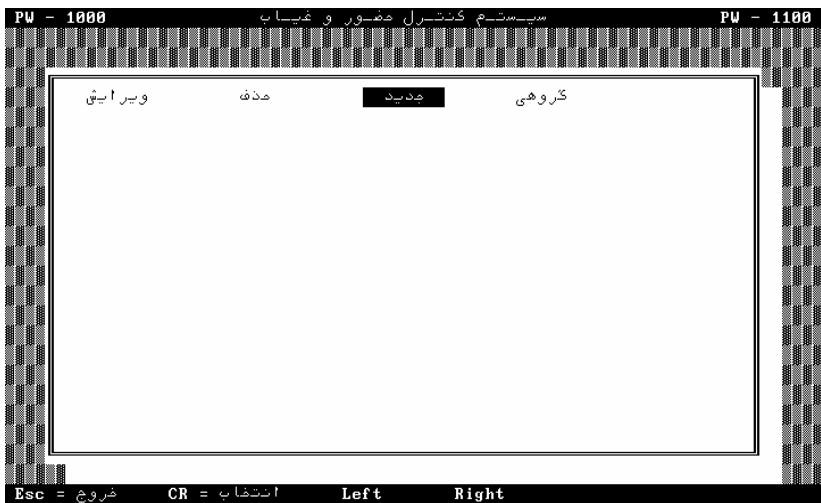 PW - 1000 سیستم کنترل حضور و غیاب PW - 1100
گروهی جدید حذف ویرایش
Esc = خروج CR = انتخاب Left Right